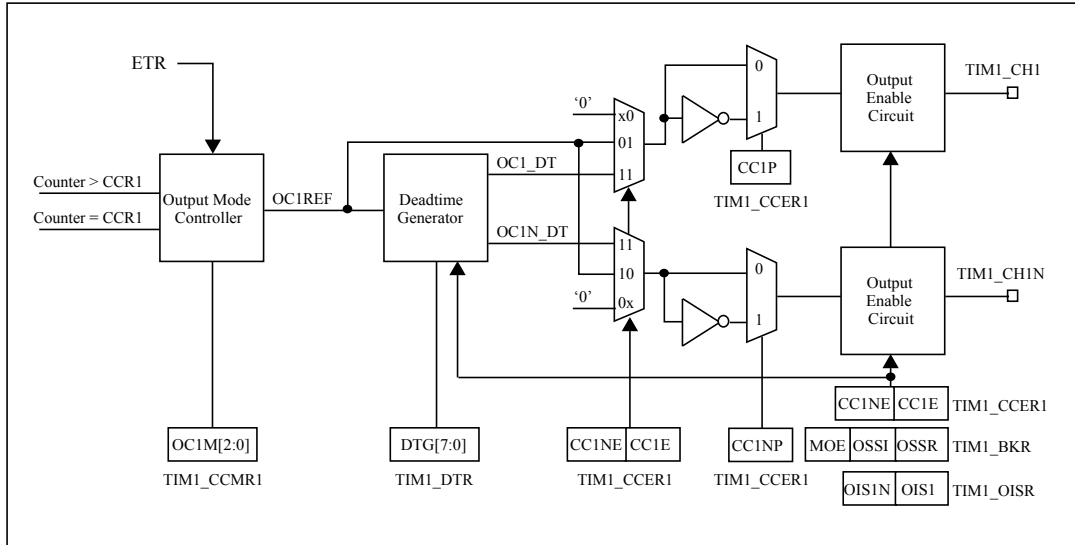 ETR
Counter > CCR1
Counter = CCR1
Output Mode
Controller
OC1REF
Deadtime
Generator
OC1_DT
OC1N_DT
‘0’
x0
01
11
11
10
‘0’
0x
0
1
CC1P
TIM1_CCER1
0
1
Output
Enable
Circuit
TIM1_CH1
Output
Enable
Circuit
TIM1_CH1N
OC1M[2:0]
TIM1_CCMR1
DTG[7:0]
TIM1_DTR
CC1NE CC1E
TIM1_CCER1
CC1NP
TIM1_CCER1
CC1NE CC1E TIM1_CCER1
MOE OSSI OSSR TIM1_BKR
OIS1N OIS1 TIM1_OISR